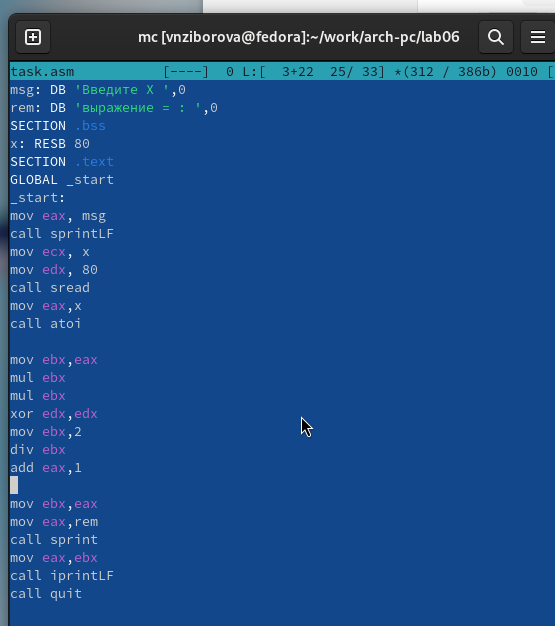 mc [vnziborova@fedora]:~/work/arch-pc/lab06
task.asm [----] 0 L:[ 3+22 25/ 33] *(312 / 386b) 0010 [
msg: DB 'Введите X ',0
rem: DB 'выражение = : ',0
SECTION .bss
x: RESB 80
SECTION .text
GLOBAL _start
_start:
mov eax, msg
call sprintLF
mov ecx, x
mov edx, 80
call sread
mov eax,x
call atoi
mov ebx,eax
mul ebx
mul ebx
xor edx,edx
mov ebx,2
div ebx
add eax,1
mov ebx,eax
mov eax,rem
call sprint
mov eax,ebx
call iprintLF
call quit